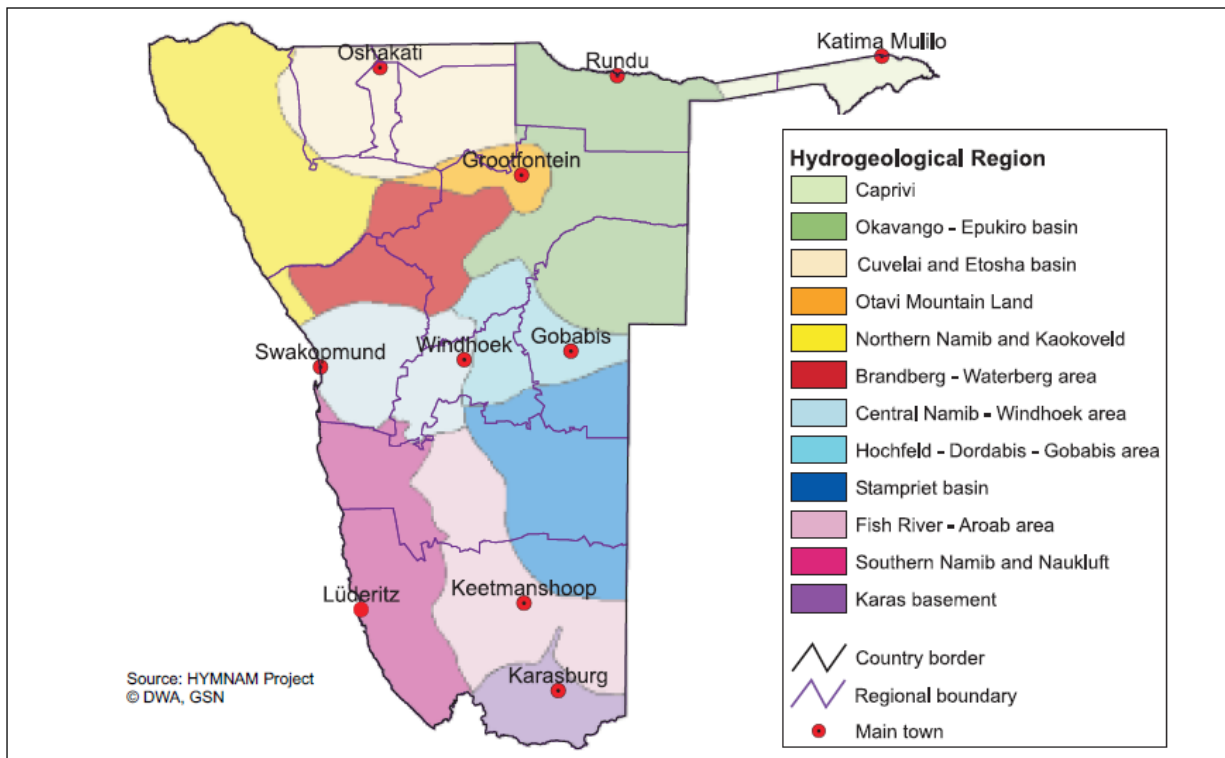 Oshakati
Rundu
Katima Mulilo
Grootfontein
Swakopmund
Windhoek
Gobabis
Lüderitz
Keetmanshoop
Karasburg
Source: HYMNAM Project
© DWA, GSN
Hydrogeological Region
Caprivi
Okavango - Epukiro basin
Cuvelai and Etosha basin
Otavi Mountain Land
Northern Namib and Kaokoveld
Brandberg - Waterberg area
Central Namib - Windhoek area
Hochfeld - Dordabis - Gobabis area
Stampriet basin
Fish River - Aroab area
Southern Namib and Naukluft
Karas basement
Country border
Regional boundary
Main town